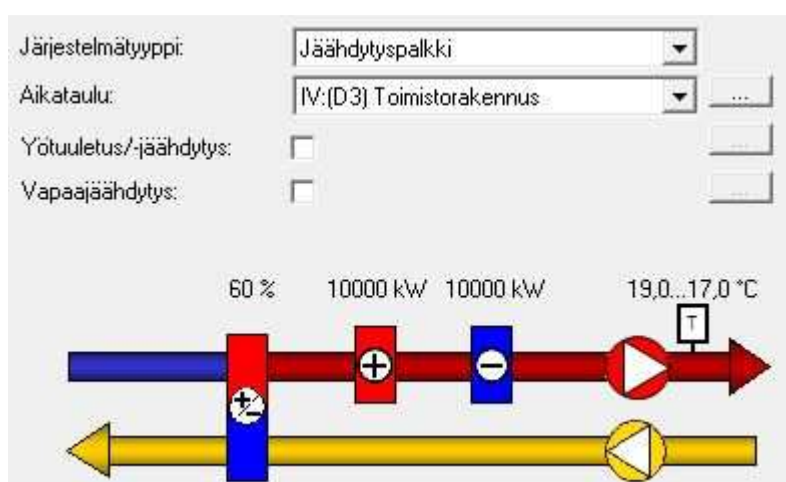 Järjestelmätyyppi: Jäähdytyspalkki
Aikataulu: IV:(D3) Toimistorakennus ...
Yötuuletus/-jäähdytys: ...
Vapaajäähdytys: ...
60 % 10000 kW 10000 kW 19,0...17,0 °C
T